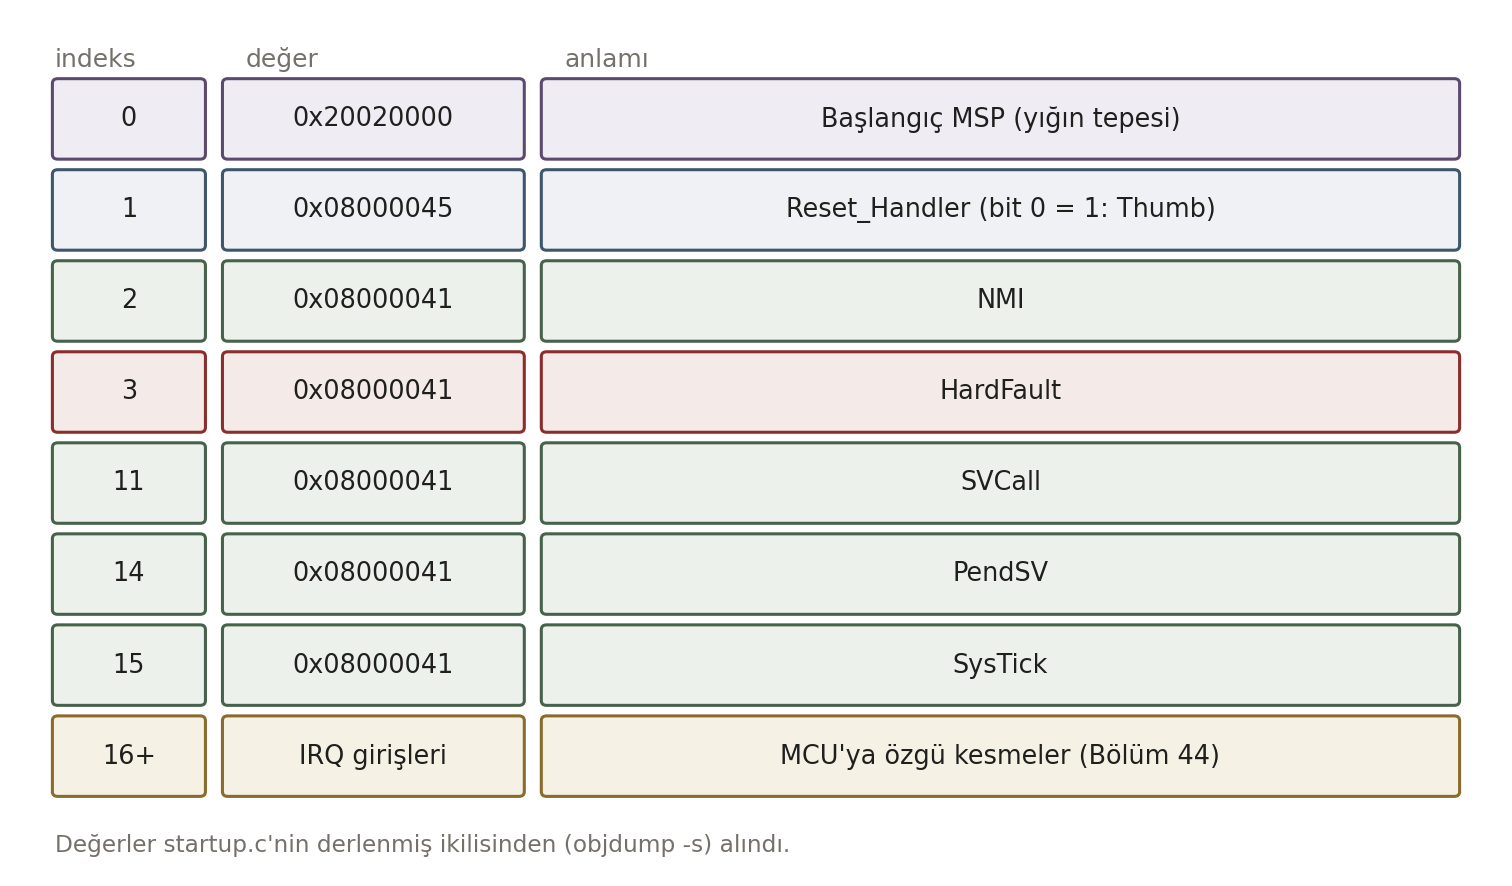 indeks değer anlamı
0 0x20020000 Başlangıç MSP (yığın tepesi)
1 0x08000045 Reset_Handler (bit 0 = 1: Thumb)
2 0x08000041 NMI
3 0x08000041 HardFault
11 0x08000041 SVCall
14 0x08000041 PendSV
15 0x08000041 SysTick
16+ IRQ girişleri MCU'ya özgü kesmeler (Bölüm 44)
Değerler startup.c'nin derlenmiş ikilisinden (objdump -s) alındı.